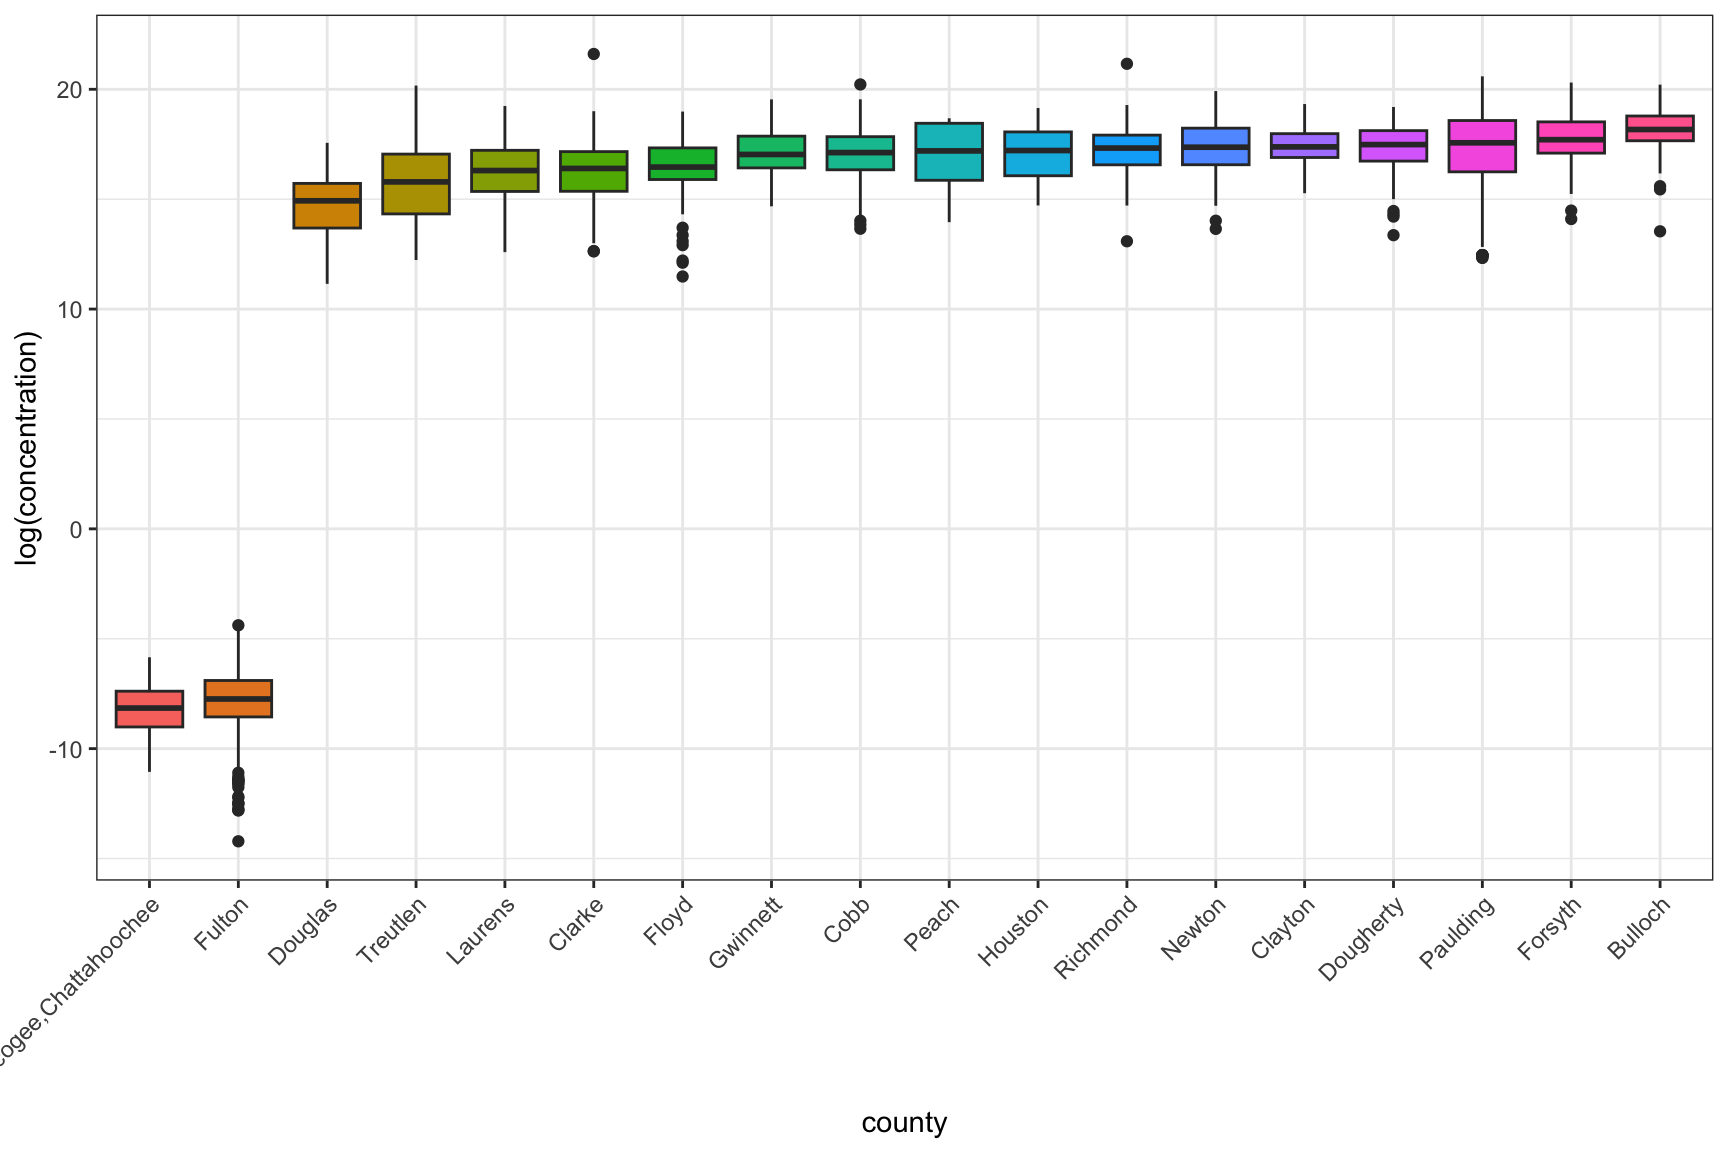 log(concentration)
20
10
0
-10
ogee,Chattahoochee
Fulton
Douglas
Treutlen
Laurens
Clarke
Floyd
Gwinnett
Cobb
Peach
Houston
Richmond
Newton
Clayton
Dougherty
Paulding
Forsyth
Bulloch
county